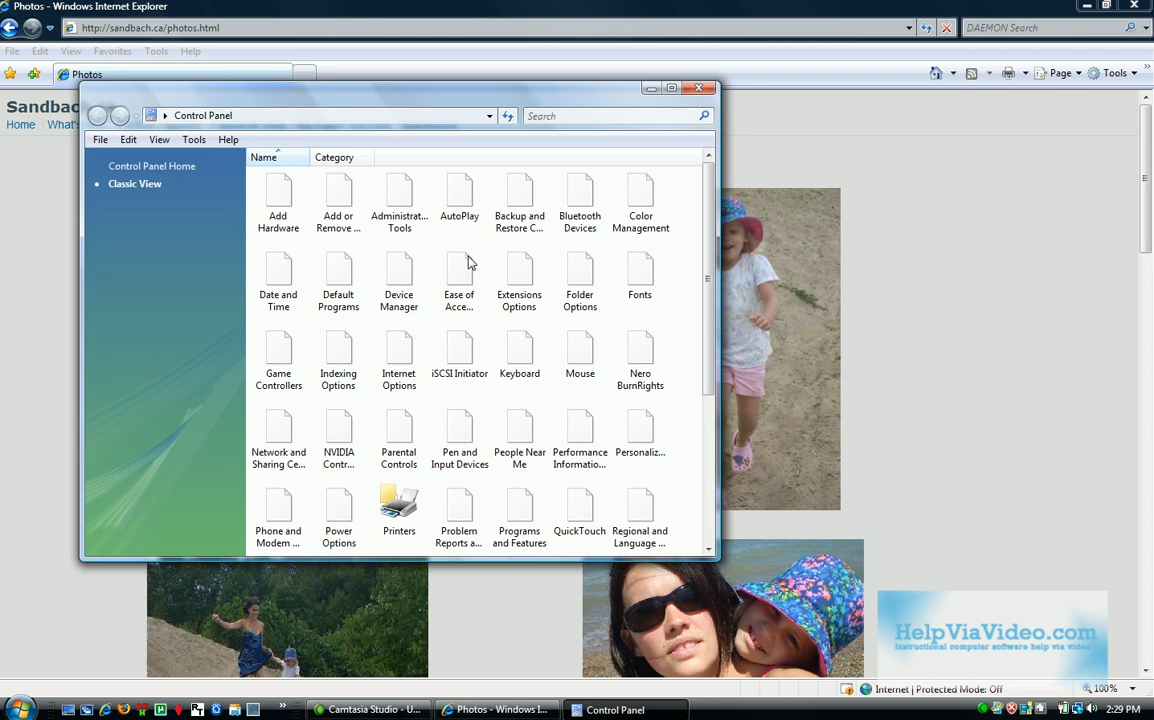 Photos - Windows Internet Explorer
http://sandbach.ca/photos.html
DAEMON Search
File Edit View Favorites Tools Help
Photos
Page Tools
Sandbac
Home What's
Control Panel
Search
File Edit View Tools Help
Control Panel Home
Classic View
Name Category
Add Hardware
Add or Remove ...
Administrat... Tools
AutoPlay
Backup and Restore C...
Bluetooth Devices
Color Management
Date and Time
Default Programs
Device Manager
Ease of Acce...
Extensions Options
Folder Options
Fonts
Game Controllers
Indexing Options
Internet Options
iSCSI Initiator
Keyboard
Mouse
Nero BurnRights
Network and Sharing Ce...
NVIDIA Contr...
Parental Controls
Pen and Input Devices
People Near Me
Performance Informatio...
Personaliz...
Phone and Modem ...
Power Options
Printers
Problem Reports a...
Programs and Features
QuickTouch
Regional and Language ...
HelpViaVideo.com
Instructional computer software help via video
Internet | Protected Mode: Off
100%
Camtasia Studio - U...
Photos - Windows I...
Control Panel
2:29 PM